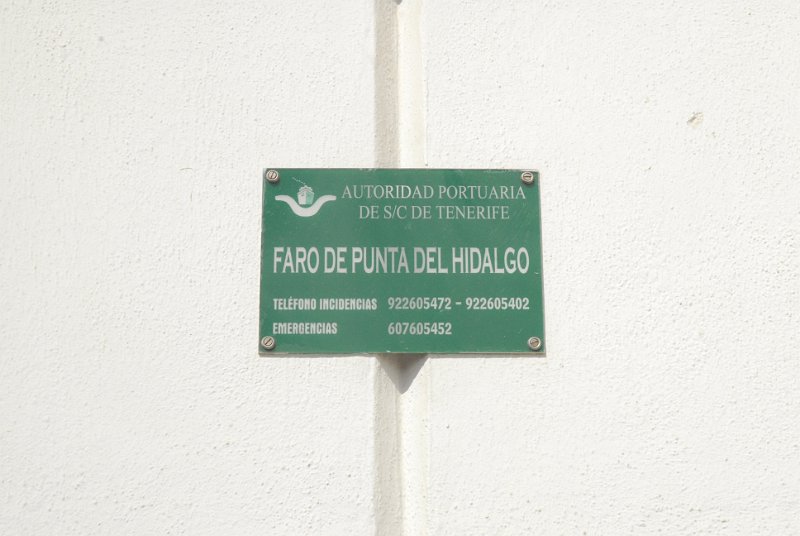 AUTORIDAD PORTUARIA
DE S/C DE TENERIFE
FARO DE PUNTA DEL HIDALGO
TELÉFONO INCIDENCIAS 922605472 - 922605402
EMERGENCIAS 607605452